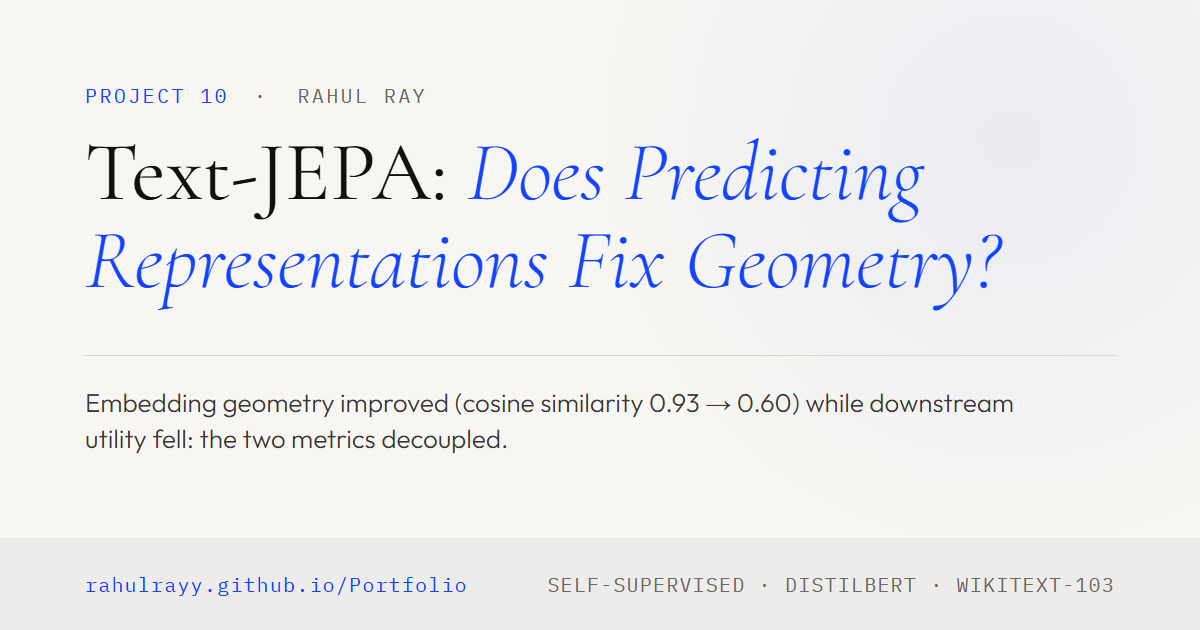 PROJECT 10 · RAHUL RAY
Text-JEPA: Does Predicting
Representations Fix Geometry?
Embedding geometry improved (cosine similarity 0.93 → 0.60) while downstream
utility fell: the two metrics decoupled.
rahulrayy.github.io/Portfolio SELF-SUPERVISED · DISTILBERT · WIKITEXT-103